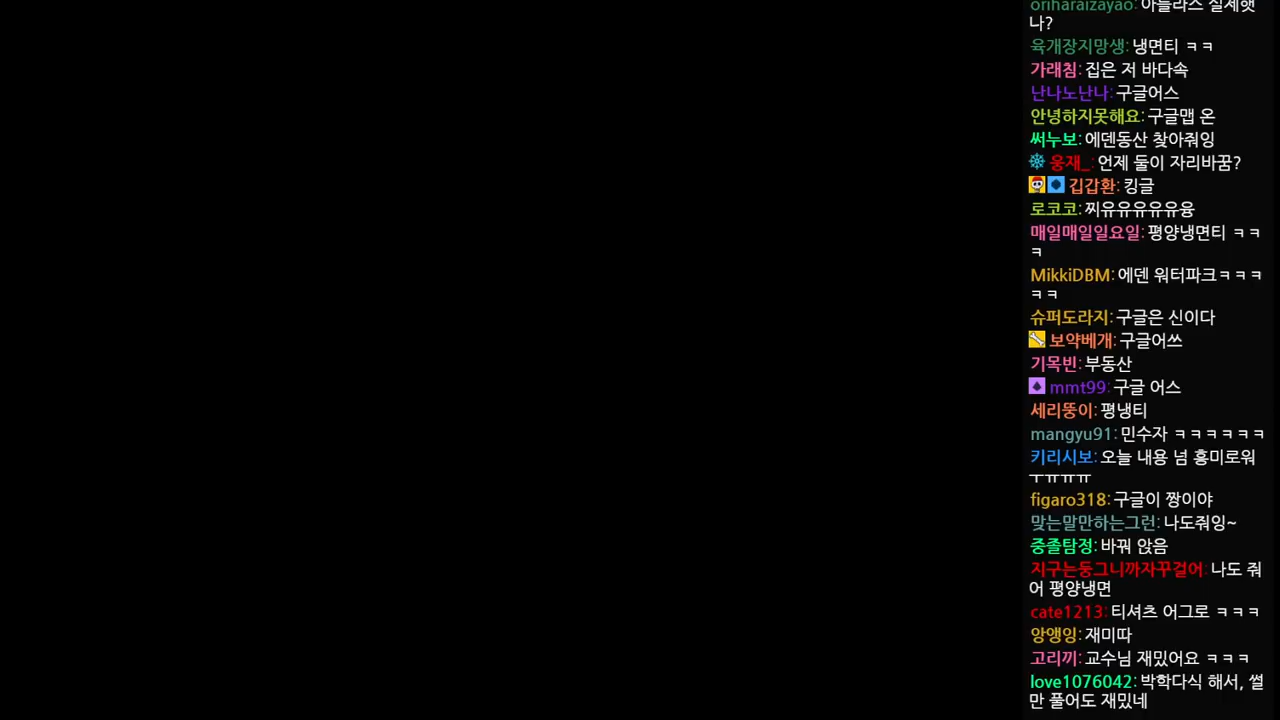 oriharaizayao: 아틀라스 실제햇
나?
육개장지망생: 냉면티 ㅋㅋ
가래침: 집은 저 바다속
난나노난나: 구글어스
안녕하지못해요: 구글맵 온
써누보: 에덴동산 찾아줘잉
웅재_: 언제 둘이 자리바꿈?
깁갑환: 킹글
로코코: 찌유유유유유융
매일매일일요일: 평양냉면티 ㅋㅋ
ㅋ
MikkiDBM: 에덴 워터파크ㅋㅋㅋ
ㅋㅋ
슈퍼도라지: 구글은 신이다
보약베개: 구글어쓰
기목빈: 부동산
mmt99: 구글 어스
세리뚱이: 평냉티
mangyu91: 민수자 ㅋㅋㅋㅋㅋㅋ
키리시보: 오늘 내용 넘 흥미로워
ㅜㅠㅠㅠ
figaro318: 구글이 짱이야
맞는말만하는그런: 나도줘잉~
중졸탐정: 바꿔 앉음
지구는둥그니까자꾸걸어: 나도 줘
어 평양냉면
cate1213: 티셔츠 어그로 ㅋㅋㅋ
앙앵잉: 재미따
고리끼: 교수님 재밌어요 ㅋㅋㅋ
love1076042: 박학다식 해서, 썰
만 풀어도 재밌네